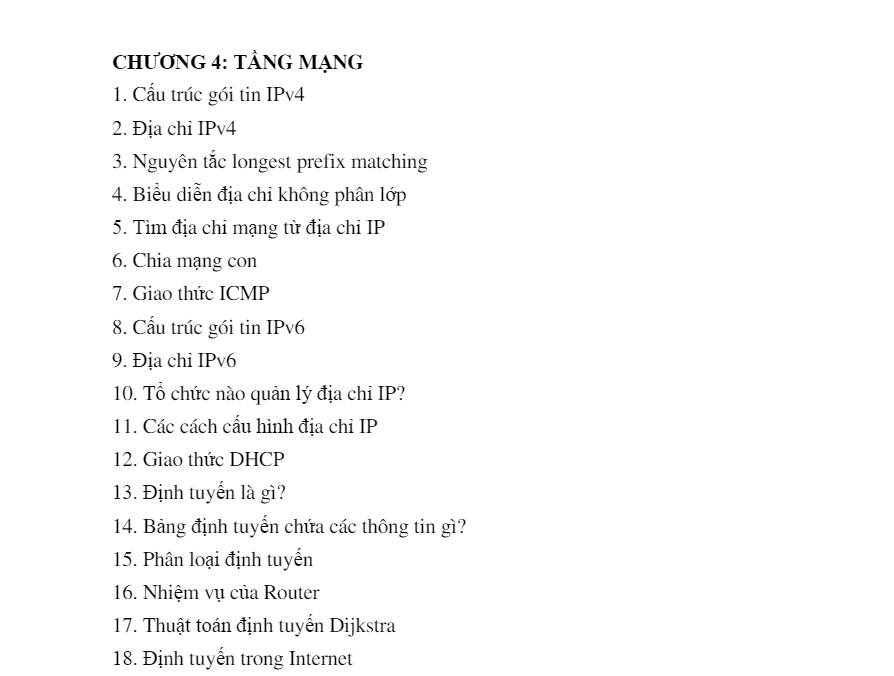 CHƯƠNG 4: TẦNG MẠNG
1. Cấu trúc gói tin IPv4
2. Địa chỉ IPv4
3. Nguyên tắc longest prefix matching
4. Biểu diễn địa chỉ không phân lớp
5. Tìm địa chỉ mạng từ địa chỉ IP
6. Chia mạng con
7. Giao thức ICMP
8. Cấu trúc gói tin IPv6
9. Địa chỉ IPv6
10. Tổ chức nào quản lý địa chỉ IP?
11. Các cách cấu hình địa chỉ IP
12. Giao thức DHCP
13. Định tuyến là gì?
14. Bảng định tuyến chứa các thông tin gì?
15. Phân loại định tuyến
16. Nhiệm vụ của Router
17. Thuật toán định tuyến Dijkstra
18. Định tuyến trong Internet